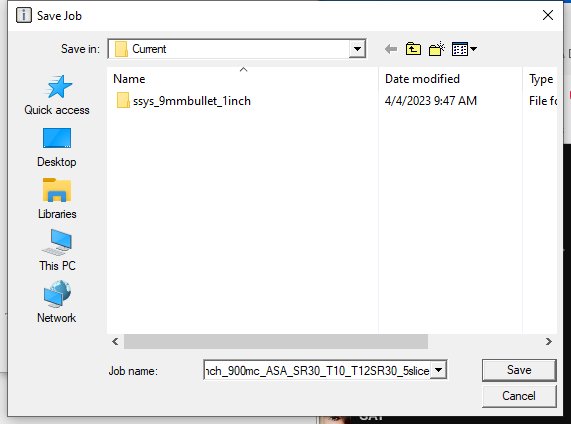 Save Job
Save in:
Current
Name
Date modified
Type
ssys_9mmbullet_1inch
4/4/2023 9:47 AM
File fo
Quick access
Desktop
Libraries
This PC
Network
Job name:
nch_900mc_ASA_SR30_T10_T12SR30_5slice
Save
Cancel